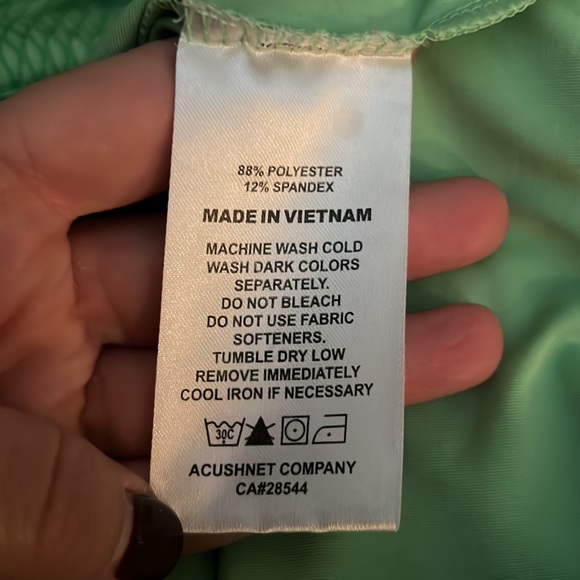 88% POLYESTER
12% SPANDEX
MADE IN VIETNAM
MACHINE WASH COLD
WASH DARK COLORS
SEPARATELY.
DO NOT BLEACH
DO NOT USE FABRIC
SOFTENERS.
TUMBLE DRY LOW
REMOVE IMMEDIATELY
COOL IRON IF NECESSARY
30C
ACUSHNET COMPANY
CA#28544